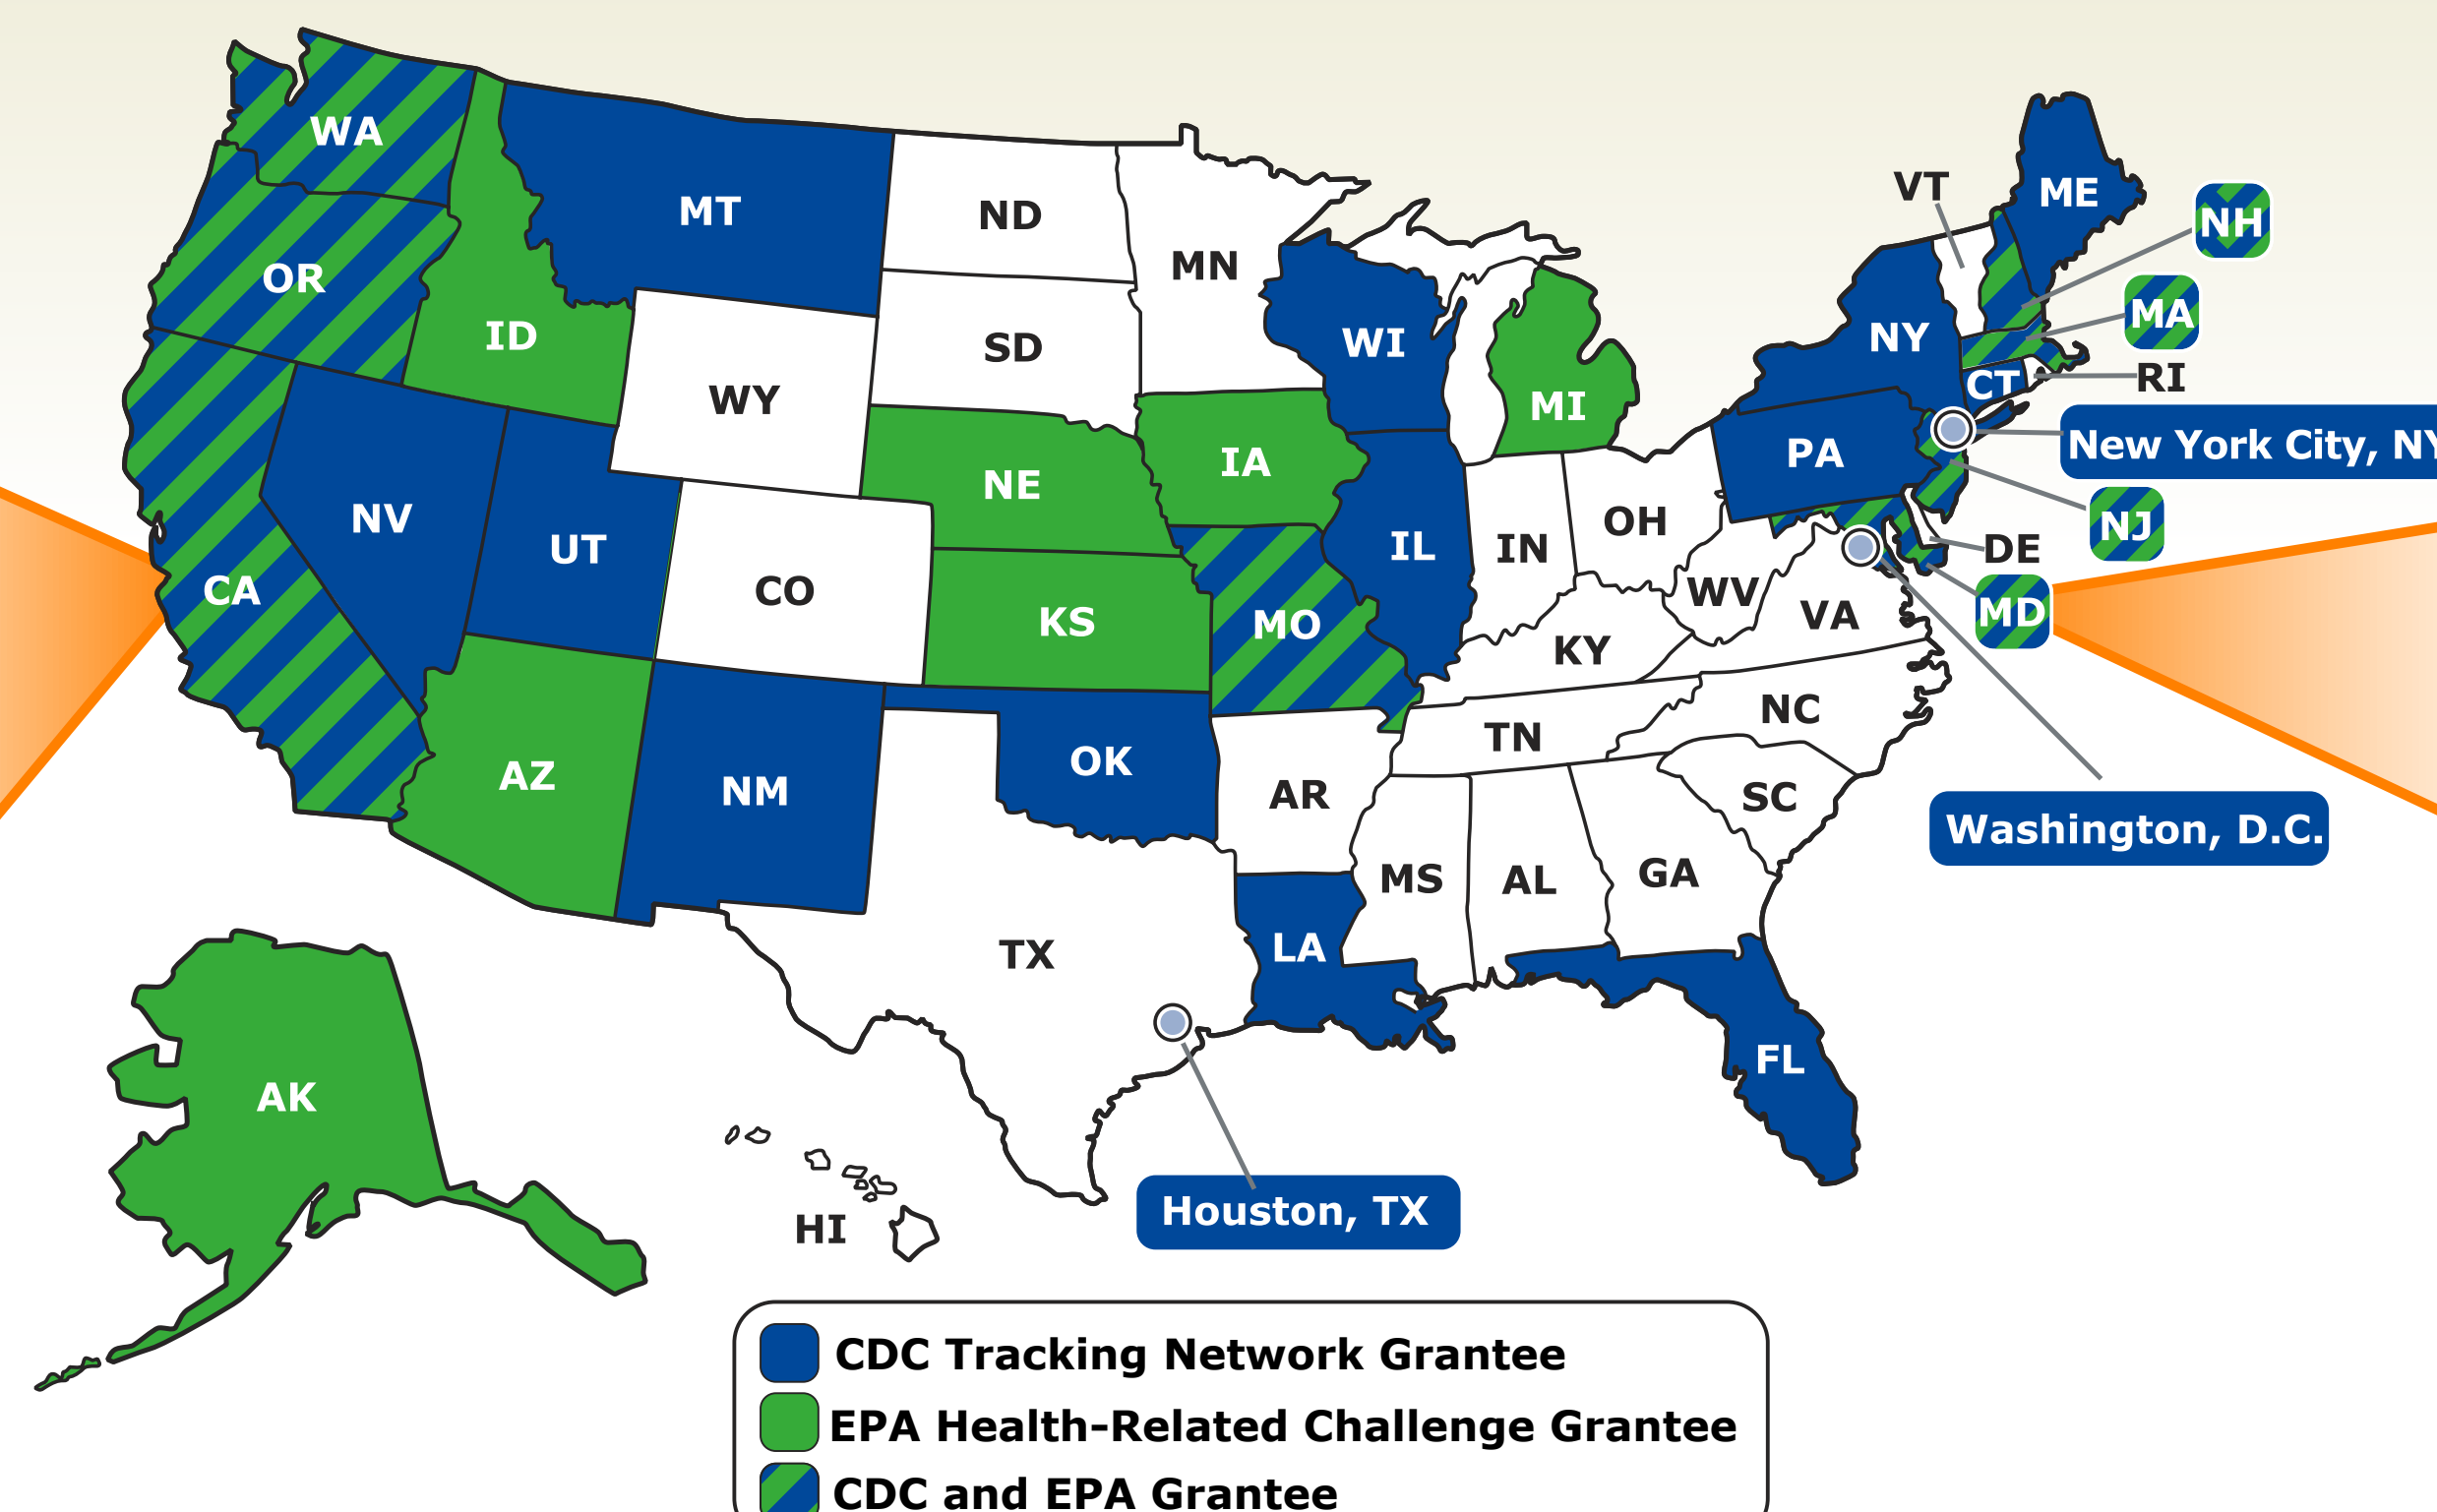 WA
MT
ND
MN
VT
ME
NH
OR
ID
SD
WI
NY
MA
WY
MI
CT
RI
NE
IA
PA
New York City, NY
NV
UT
IL
IN
OH
NJ
DE
CA
CO
KS
MO
KY
WV
VA
MD
AZ
NM
OK
TN
NC
AR
SC
Washington, D.C.
MS
AL
GA
TX
LA
FL
AK
HI
Houston, TX
CDC Tracking Network Grantee
EPA Health-Related Challenge Grantee
CDC and EPA Grantee